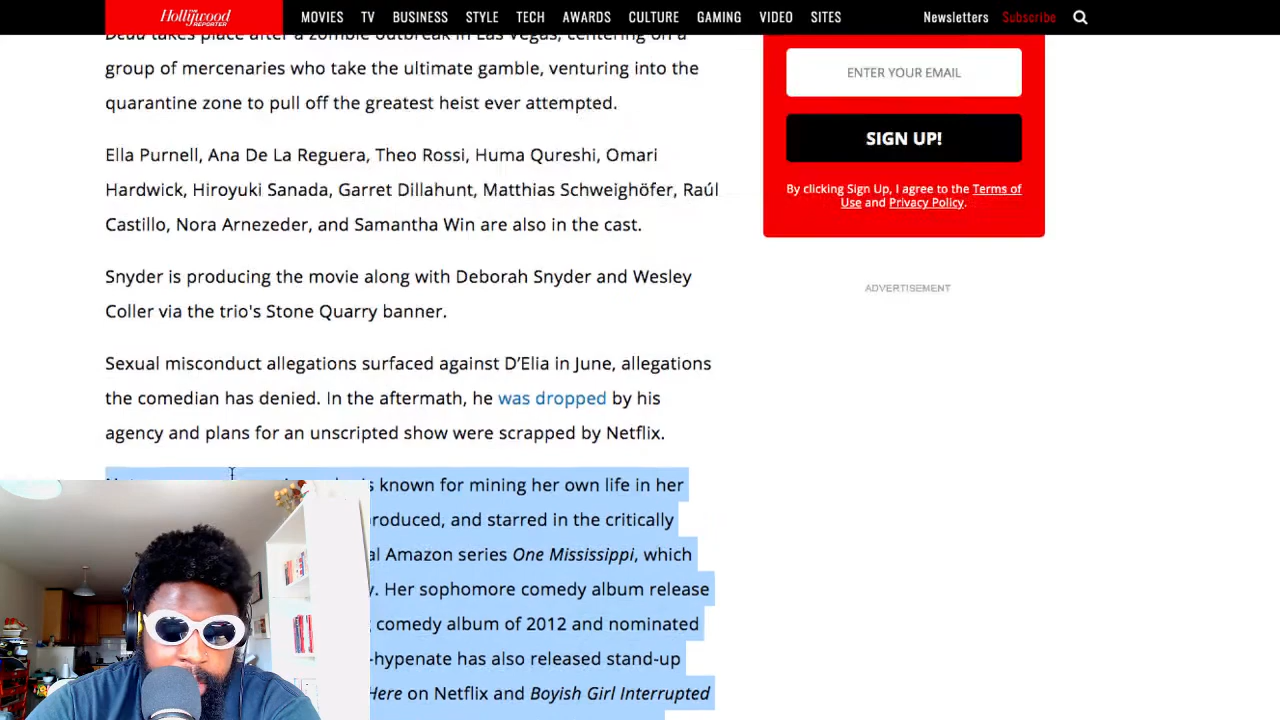 THE
Hollywood
REPORTER
MOVIES TV BUSINESS STYLE TECH AWARDS CULTURE GAMING VIDEO SITES
Newsletters Subscribe
Dead takes place after a zombie outbreak in Las Vegas, centering on a
group of mercenaries who take the ultimate gamble, venturing into the
quarantine zone to pull off the greatest heist ever attempted.
Ella Purnell, Ana De La Reguera, Theo Rossi, Huma Qureshi, Omari
Hardwick, Hiroyuki Sanada, Garret Dillahunt, Matthias Schweighöfer, Raúl
Castillo, Nora Arnezeder, and Samantha Win are also in the cast.
Snyder is producing the movie along with Deborah Snyder and Wesley
Coller via the trio's Stone Quarry banner.
Sexual misconduct allegations surfaced against D'Elia in June, allegations
the comedian has denied. In the aftermath, he was dropped by his
agency and plans for an unscripted show were scrapped by Netflix.
known for mining her own life in her
produced, and starred in the critically
Amazon series One Mississippi, which
Her sophomore comedy album release
comedy album of 2012 and nominated
-hypenate has also released stand-up
Here on Netflix and Boyish Girl Interrupted
ENTER YOUR EMAIL
SIGN UP!
By clicking Sign Up, I agree to the Terms of
Use and Privacy Policy.
ADVERTISEMENT